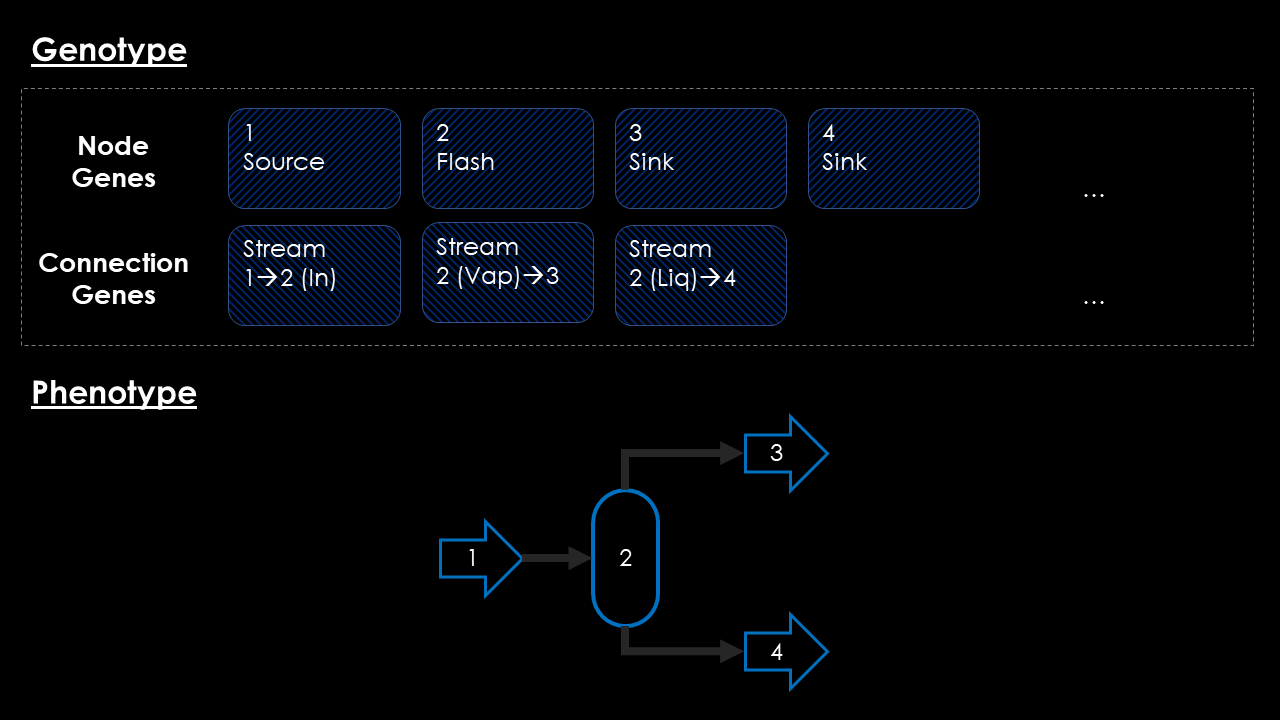 Genotype
Node
Genes
1
Source
2
Flash
3
Sink
4
Sink
…
Connection
Genes
Stream
1→2 (In)
Stream
2 (Vap)→3
Stream
2 (Liq)→4
…
Phenotype
3
1
2
4